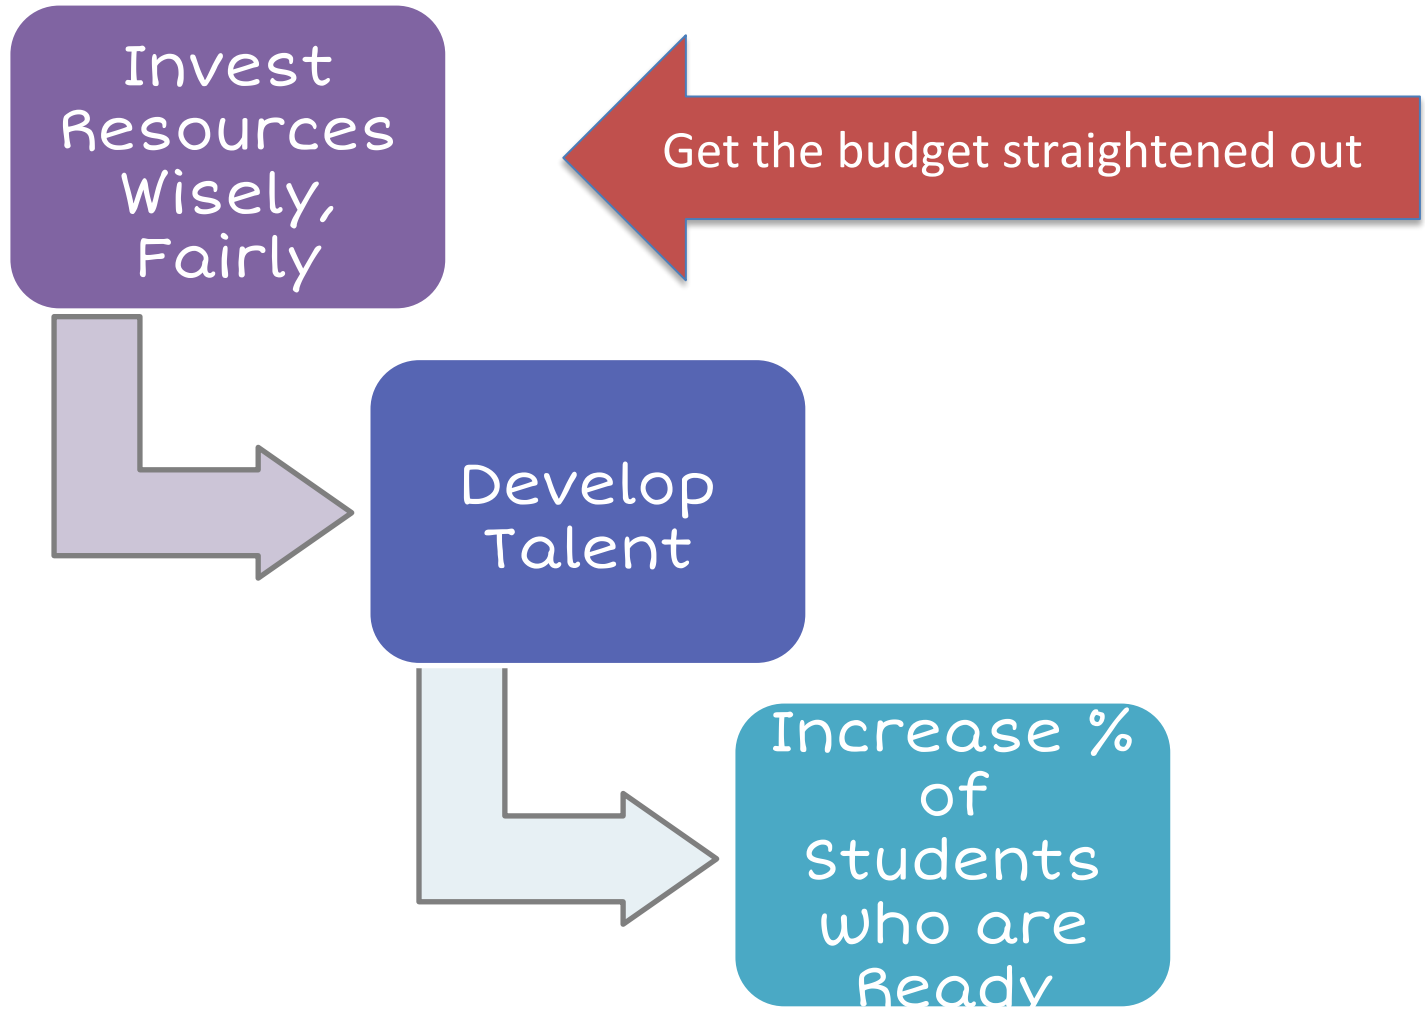 Invest
Resources
Wisely,
Fairly
Get the budget straightened out
Develop
Talent
Increase %
of
Students
who are
Ready